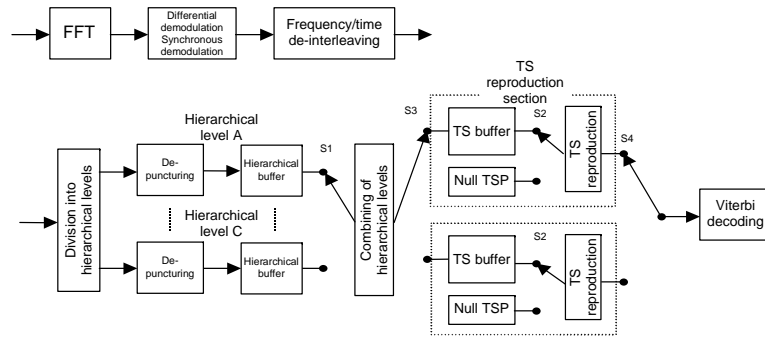 FFT
Differential
demodulation
Synchronous
demodulation
Frequency/time
de-interleaving
TS
reproduction
section
Hierarchical
level A
S1
S3
S2
S4
Division into
hierarchical levels
De-
puncturing
Hierarchical
buffer
Combining of
hierarchical levels
TS buffer
Null TSP
TS
reproduction
Viterbi
decoding
Hierarchical
level C
De-
puncturing
Hierarchical
buffer
S2
TS buffer
Null TSP
TS
reproduction